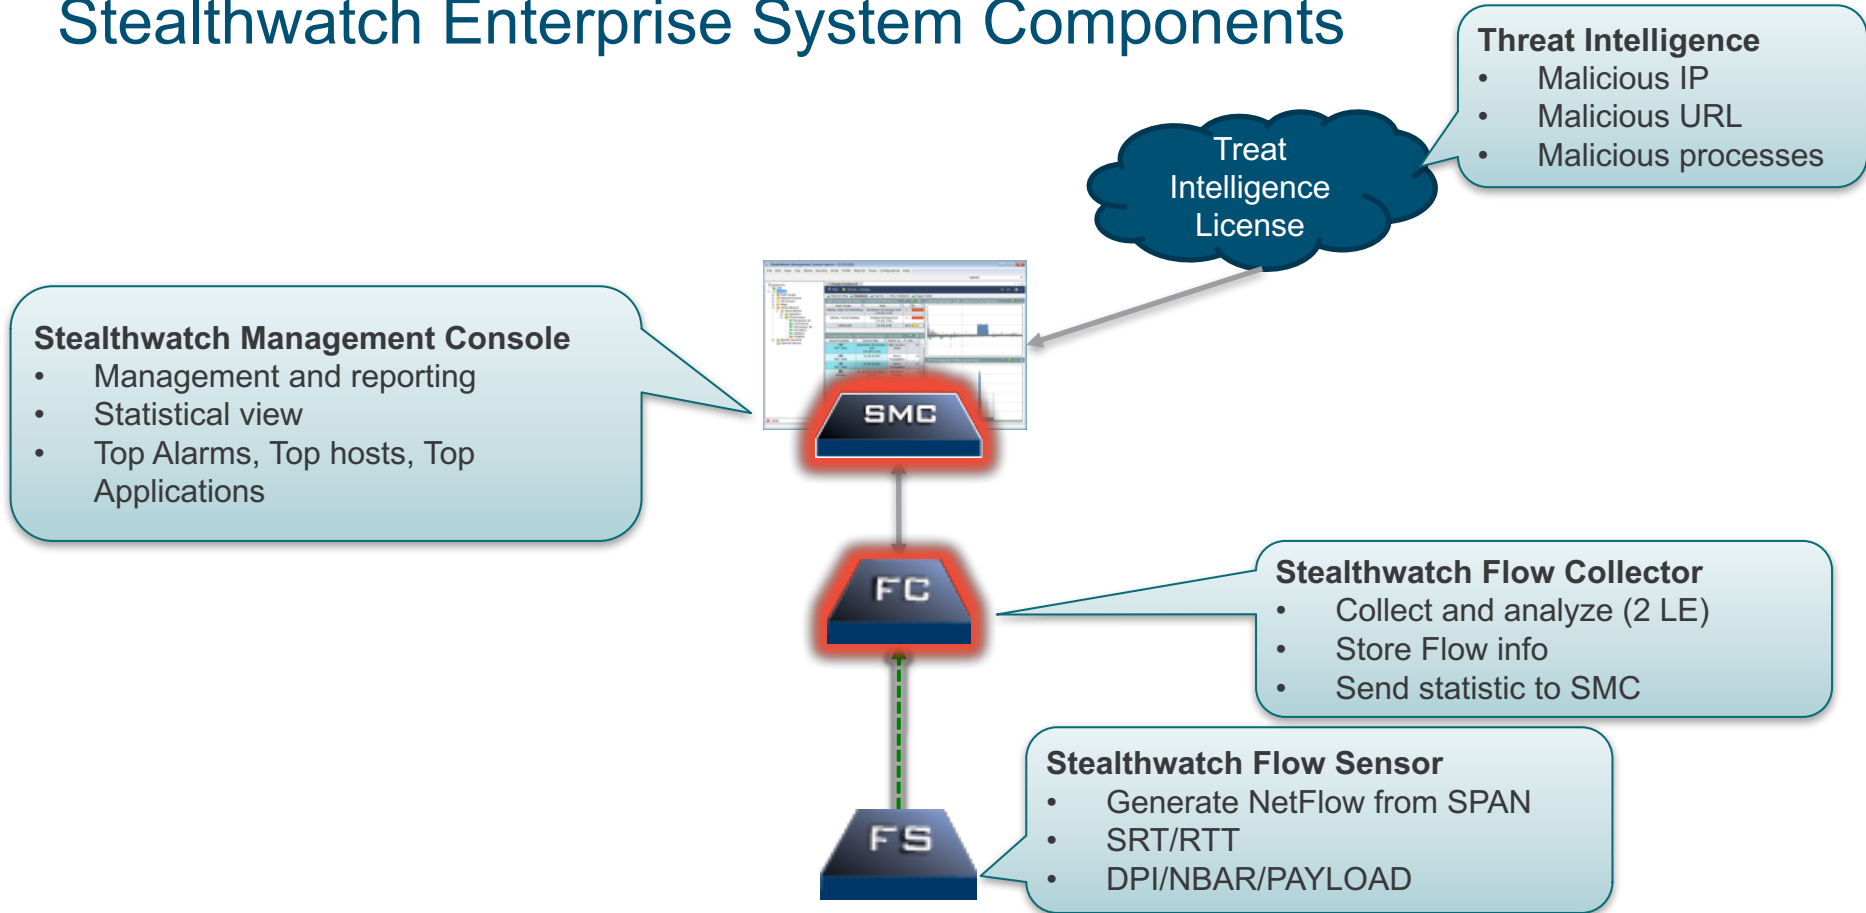 Stealthwatch Enterprise System Components
Threat Intelligence
• Malicious IP
• Malicious URL
• Malicious processes
Treat
Intelligence
License
Stealthwatch Management Console
• Management and reporting
• Statistical view
• Top Alarms, Top hosts, Top
Applications
SMC
FC
Stealthwatch Flow Collector
• Collect and analyze (2 LE)
• Store Flow info
• Send statistic to SMC
Stealthwatch Flow Sensor
• Generate NetFlow from SPAN
• SRT/RTT
• DPI/NBAR/PAYLOAD
FS